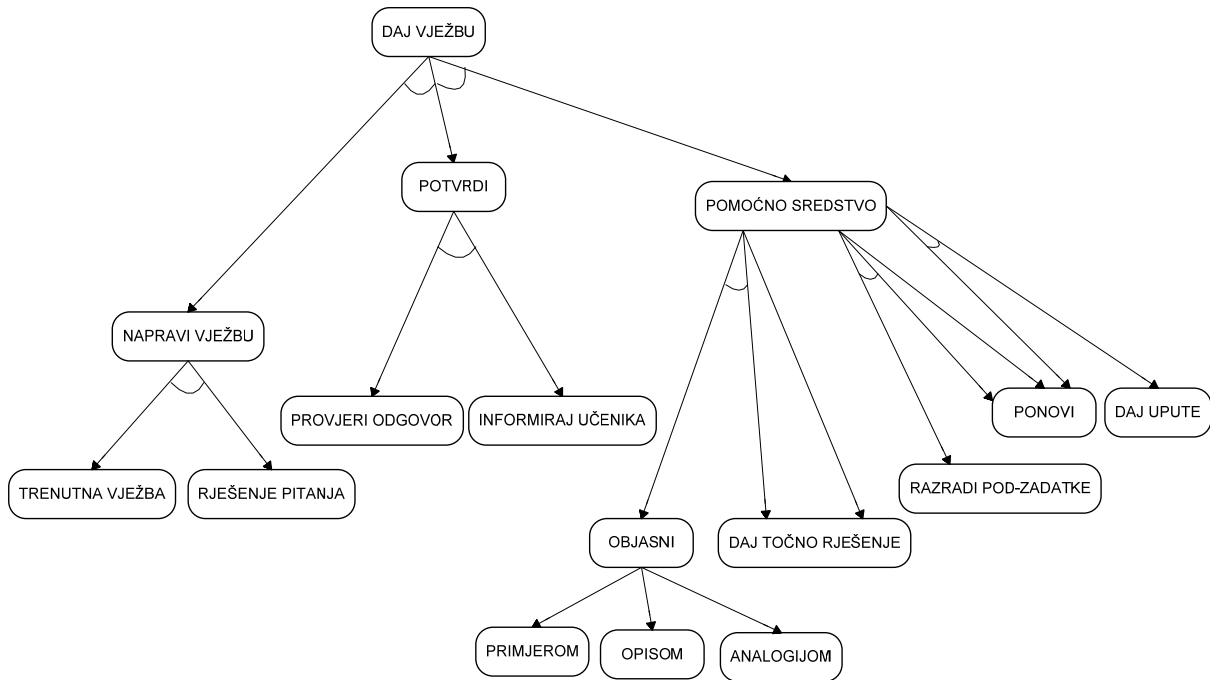 DAJ VJEŽBU
POTVRDI
POMOĆNO SREDSTVO
NAPRAVI VJEŽBU
PROVJERI ODGOVOR
INFORMIRAJ UČENIKA
PONOVI
DAJ UPUTE
TRENUTNA VJEŽBA
RJEŠENJE PITANJA
RAZRADI POD-ZADATKE
OBJASNI
DAJ TOČNO RJEŠENJE
PRIMJEROM
OPISOM
ANALOGIJOM